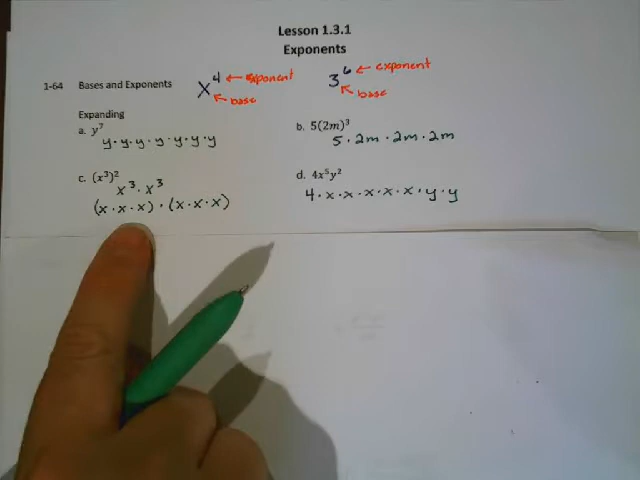 Lesson 1.3.1
Exponents
1-64 Bases and Exponents x⁴ ← exponent ↖ base 3⁶ ← exponent ↖ base
Expanding
a. y⁷
y · y · y · y · y · y · y
b. 5(2m)³
5 · 2m · 2m · 2m
c. (x³)²
x³ · x³
(x · x · x) · (x · x · x)
d. 4x⁵y²
4 · x · x · x · x · x · y · y